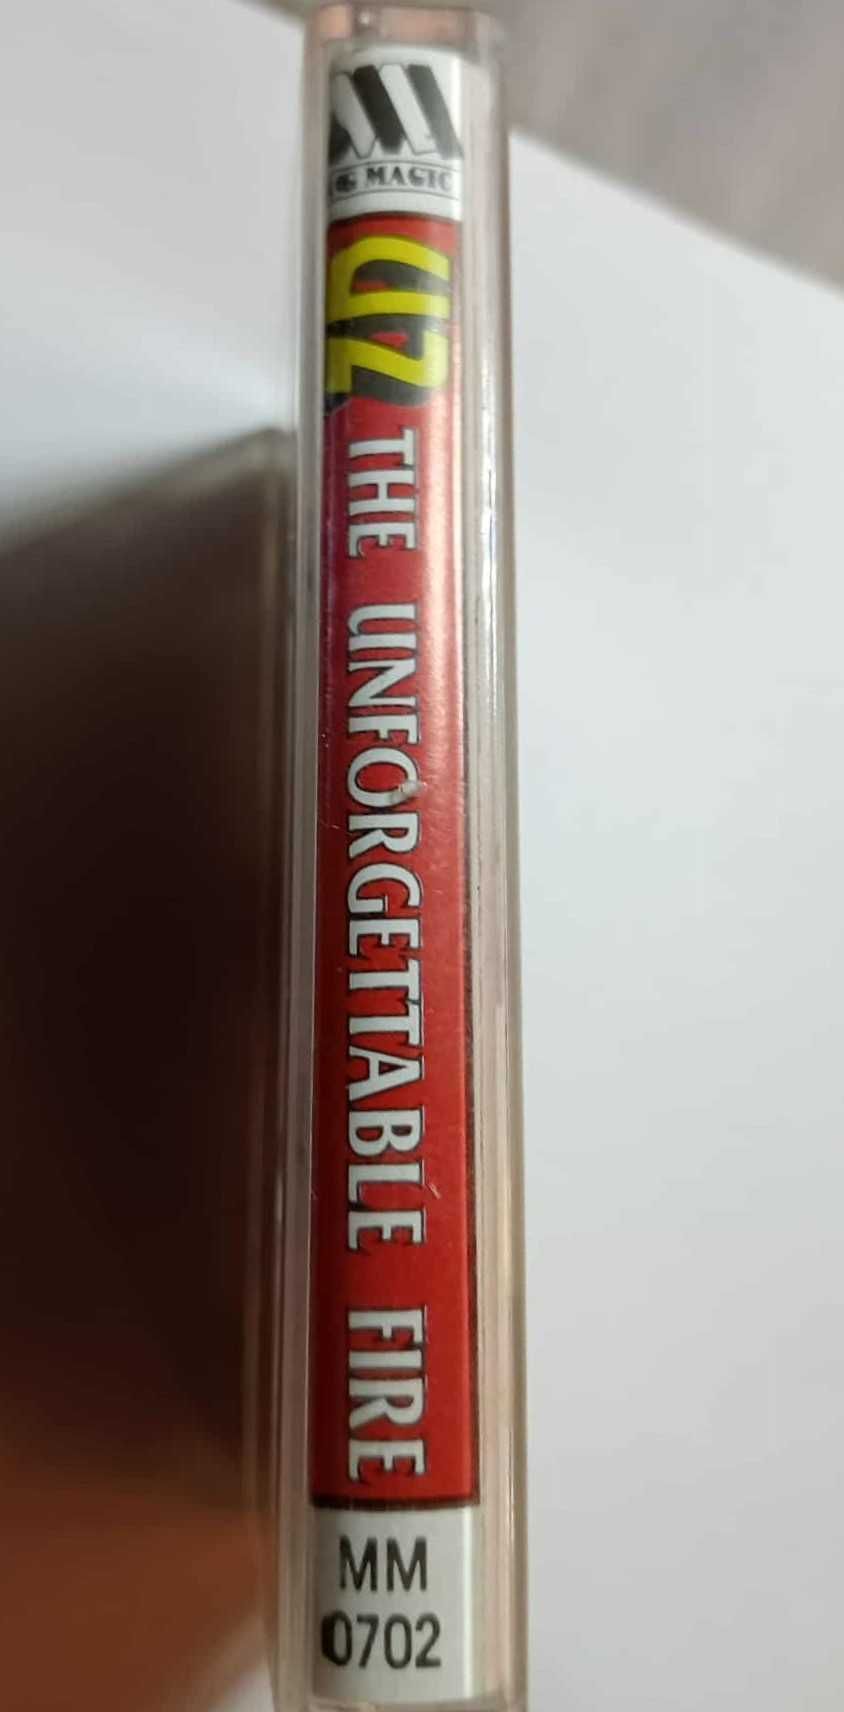 MAGIC
U2 THE UNFORGETTABLE FIRE
MM
0702